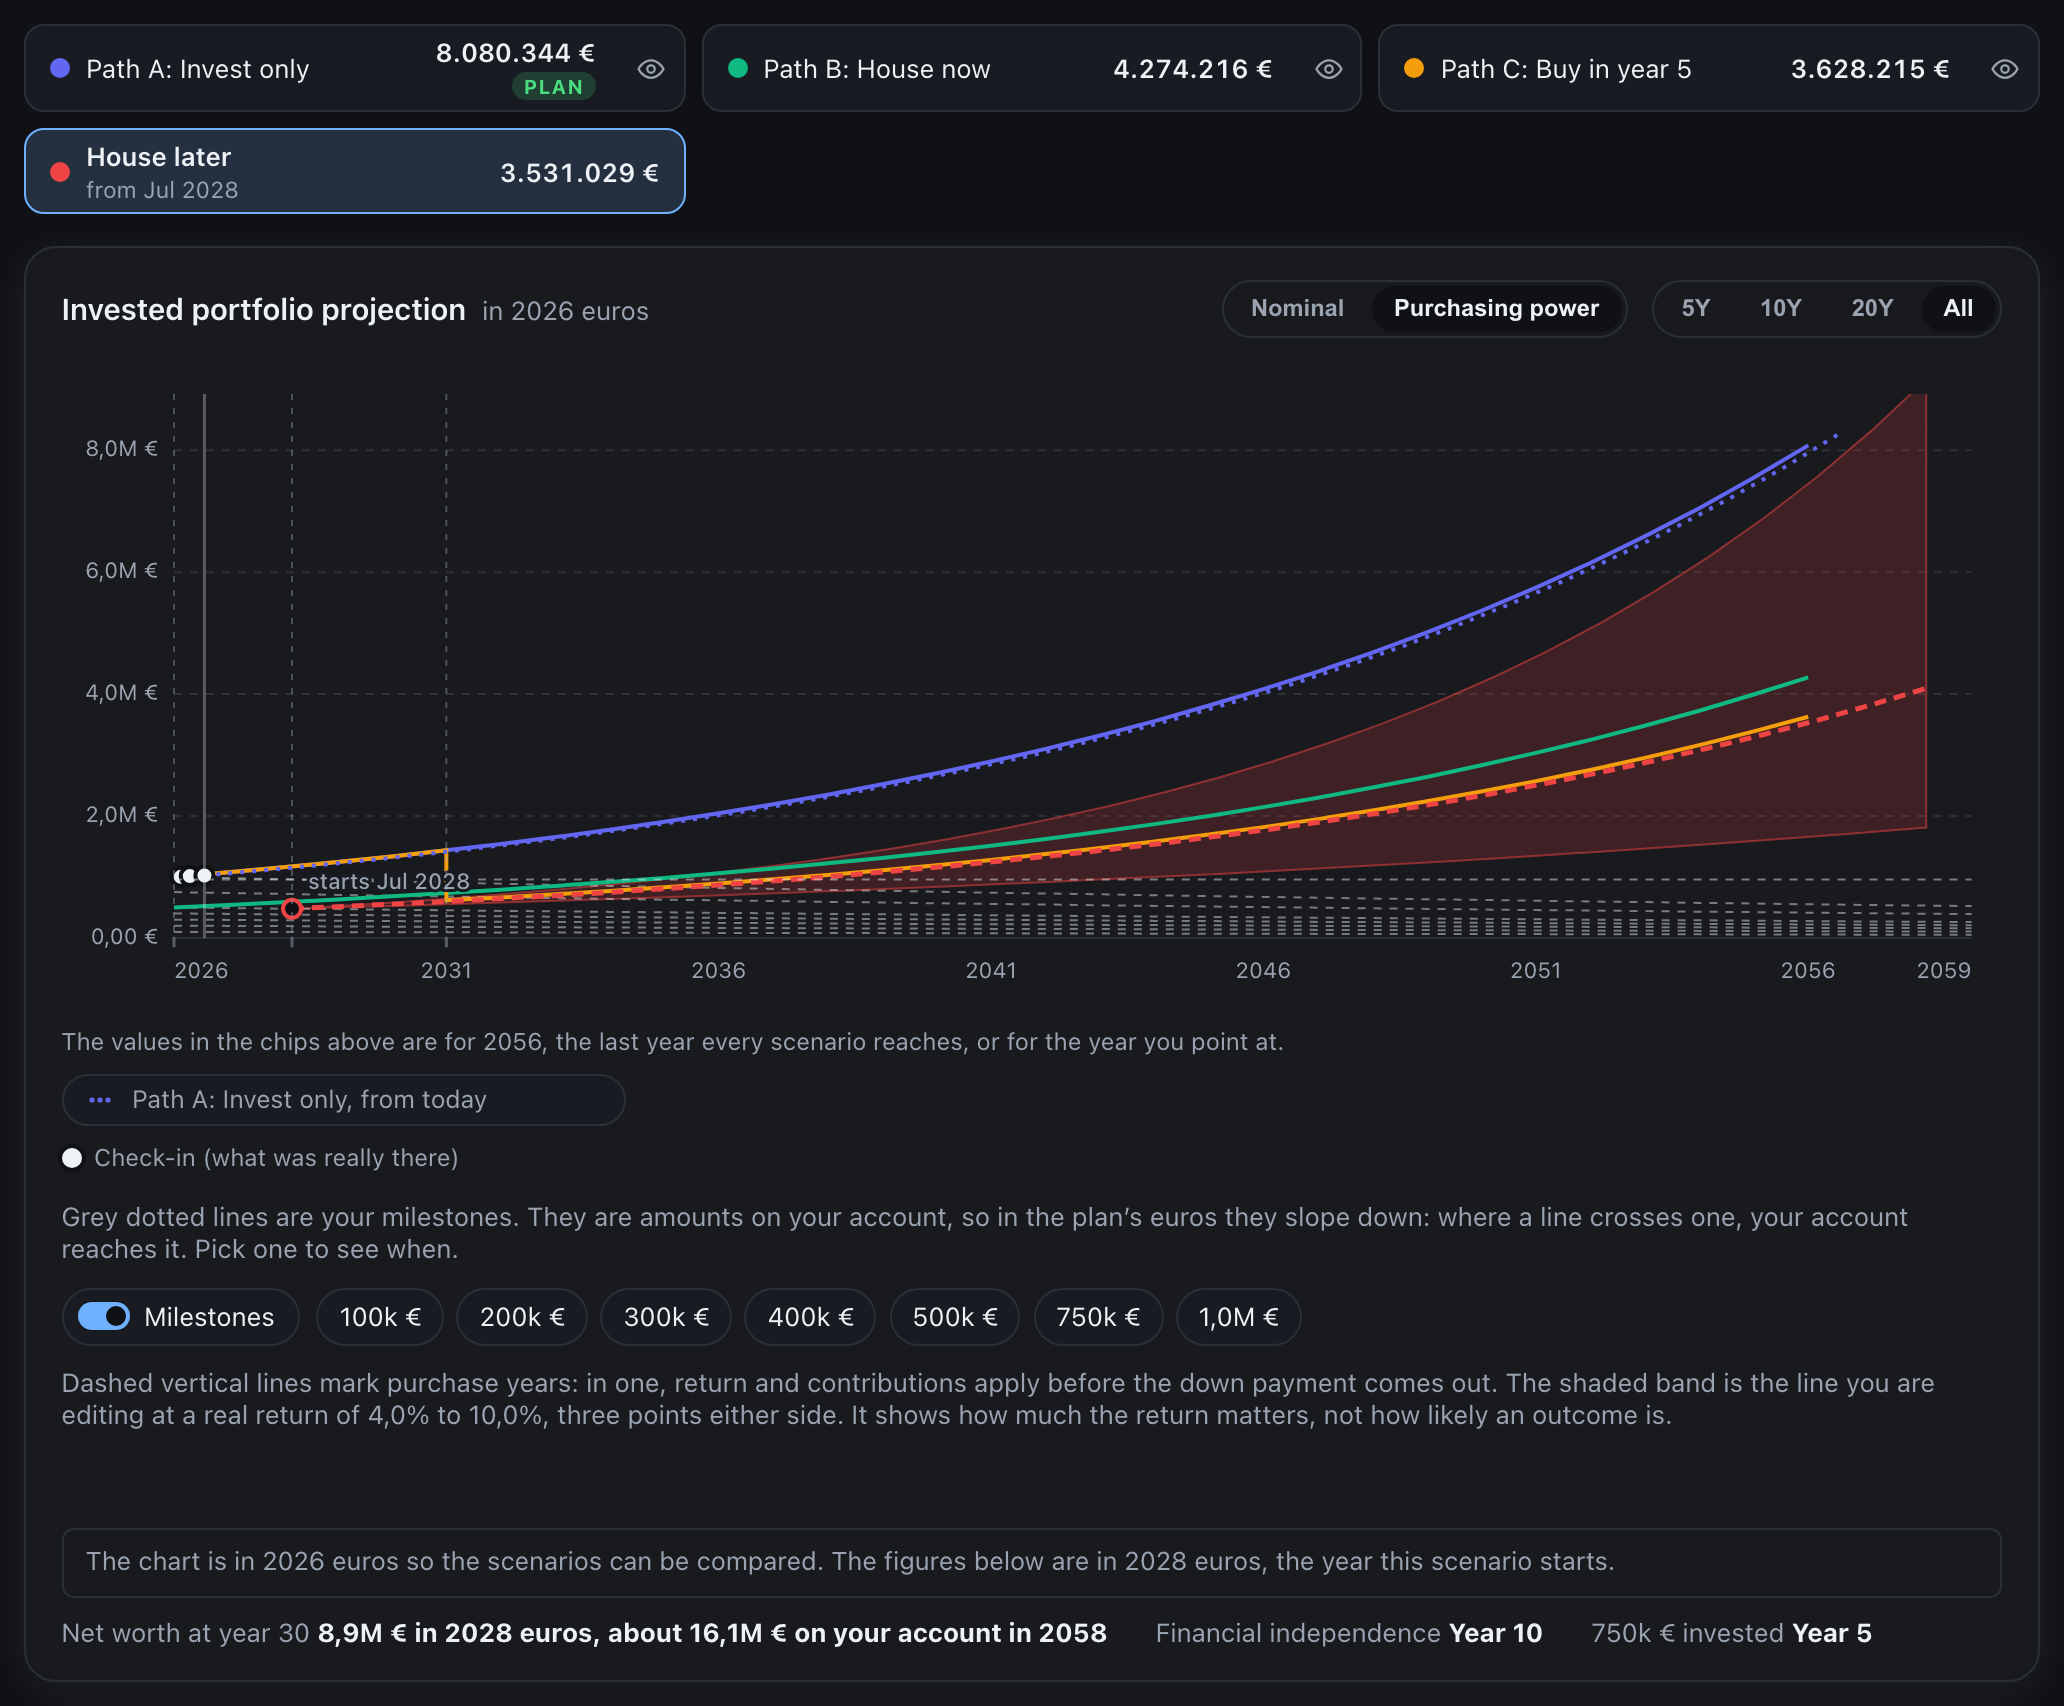 Path A: Invest only
8.080.344 €
PLAN
Path B: House now
4.274.216 €
Path C: Buy in year 5
3.628.215 €
House later
from Jul 2028
3.531.029 €
Invested portfolio projection in 2026 euros
Nominal
Purchasing power
5Y
10Y
20Y
All
8,0M €
6,0M €
4,0M €
2,0M €
0,00 €
starts Jul 2028
2026
2031
2036
2041
2046
2051
2056
2059
The values in the chips above are for 2056, the last year every scenario reaches, or for the year you point at.
Path A: Invest only, from today
Check-in (what was really there)
Grey dotted lines are your milestones. They are amounts on your account, so in the plan’s euros they slope down: where a line crosses one, your account
reaches it. Pick one to see when.
Milestones
100k €
200k €
300k €
400k €
500k €
750k €
1,0M €
Dashed vertical lines mark purchase years: in one, return and contributions apply before the down payment comes out. The shaded band is the line you are
editing at a real return of 4,0% to 10,0%, three points either side. It shows how much the return matters, not how likely an outcome is.
The chart is in 2026 euros so the scenarios can be compared. The figures below are in 2028 euros, the year this scenario starts.
Net worth at year 30 8,9M € in 2028 euros, about 16,1M € on your account in 2058
Financial independence Year 10
750k € invested Year 5